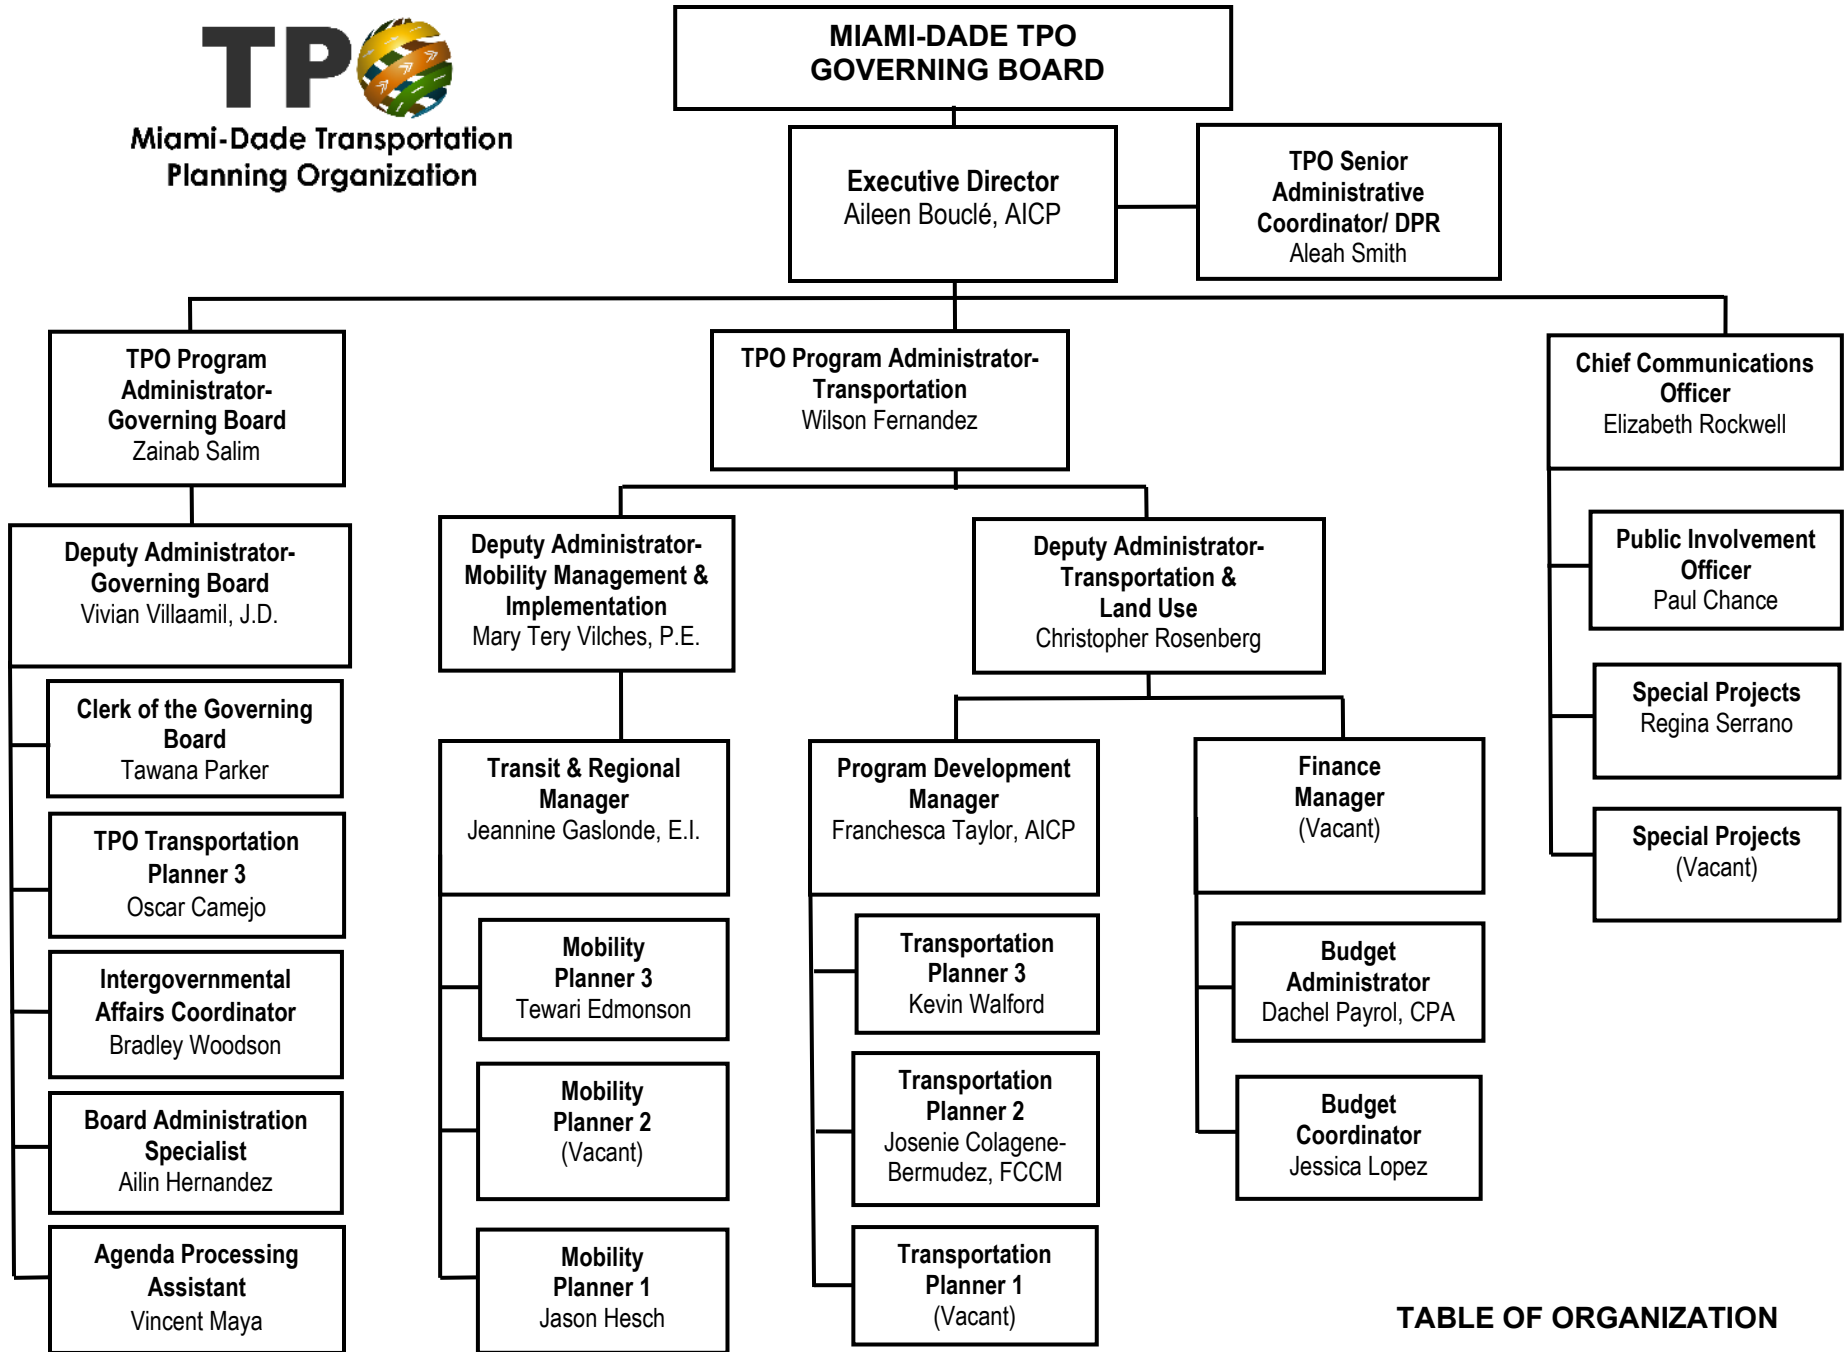 TPO
Miami-Dade Transportation
Planning Organization
MIAMI-DADE TPO
GOVERNING BOARD
Executive Director
Aileen Bouclé, AICP
TPO Senior
Administrative
Coordinator/ DPR
Aleah Smith
TPO Program
Administrator-
Governing Board
Zainab Salim
TPO Program Administrator-
Transportation
Wilson Fernandez
Chief Communications
Officer
Elizabeth Rockwell
Deputy Administrator-
Governing Board
Vivian Villaamil, J.D.
Clerk of the Governing
Board
Tawana Parker
TPO Transportation
Planner 3
Oscar Camejo
Intergovernmental
Affairs Coordinator
Bradley Woodson
Board Administration
Specialist
Ailin Hernandez
Agenda Processing
Assistant
Vincent Maya
Deputy Administrator-
Mobility Management &
Implementation
Mary Tery Vilches, P.E.
Transit & Regional
Manager
Jeannine Gaslonde, E.I.
Mobility
Planner 3
Tewari Edmonson
Mobility
Planner 2
(Vacant)
Mobility
Planner 1
Jason Hesch
Deputy Administrator-
Transportation &
Land Use
Christopher Rosenberg
Program Development
Manager
Franchesca Taylor, AICP
Transportation
Planner 3
Kevin Walford
Transportation
Planner 2
Josenie Colagene-
Bermudez, FCCM
Transportation
Planner 1
(Vacant)
Finance
Manager
(Vacant)
Budget
Administrator
Dachel Payrol, CPA
Budget
Coordinator
Jessica Lopez
Public Involvement
Officer
Paul Chance
Special Projects
Regina Serrano
Special Projects
(Vacant)
TABLE OF ORGANIZATION